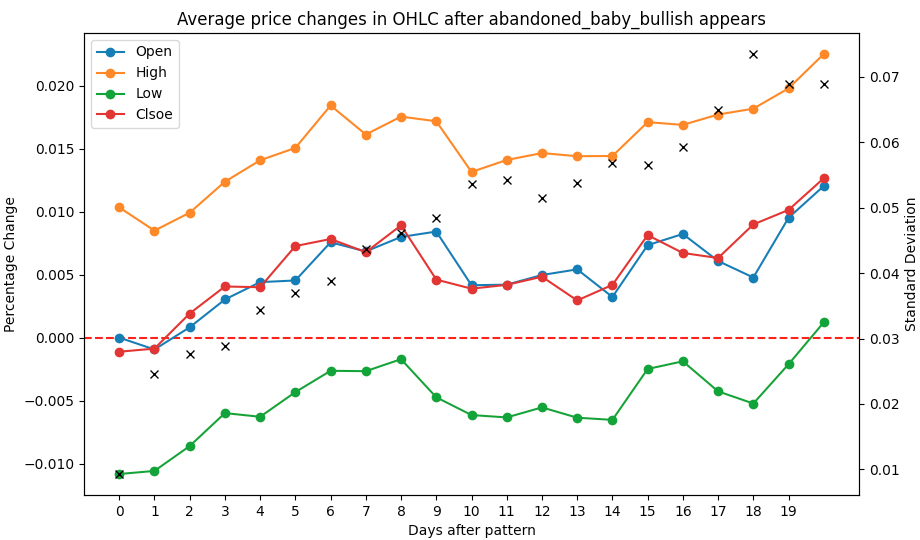 Average price changes in OHLC after abandoned_baby_bullish appears
Open
High
Low
Clsoe
0.020
0.015
0.010
0.005
0.000
−0.005
−0.010
Percentage Change
0.07
0.06
0.05
0.04
0.03
0.02
0.01
Standard Deviation
0 1 2 3 4 5 6 7 8 9 10 11 12 13 14 15 16 17 18 19
Days after pattern